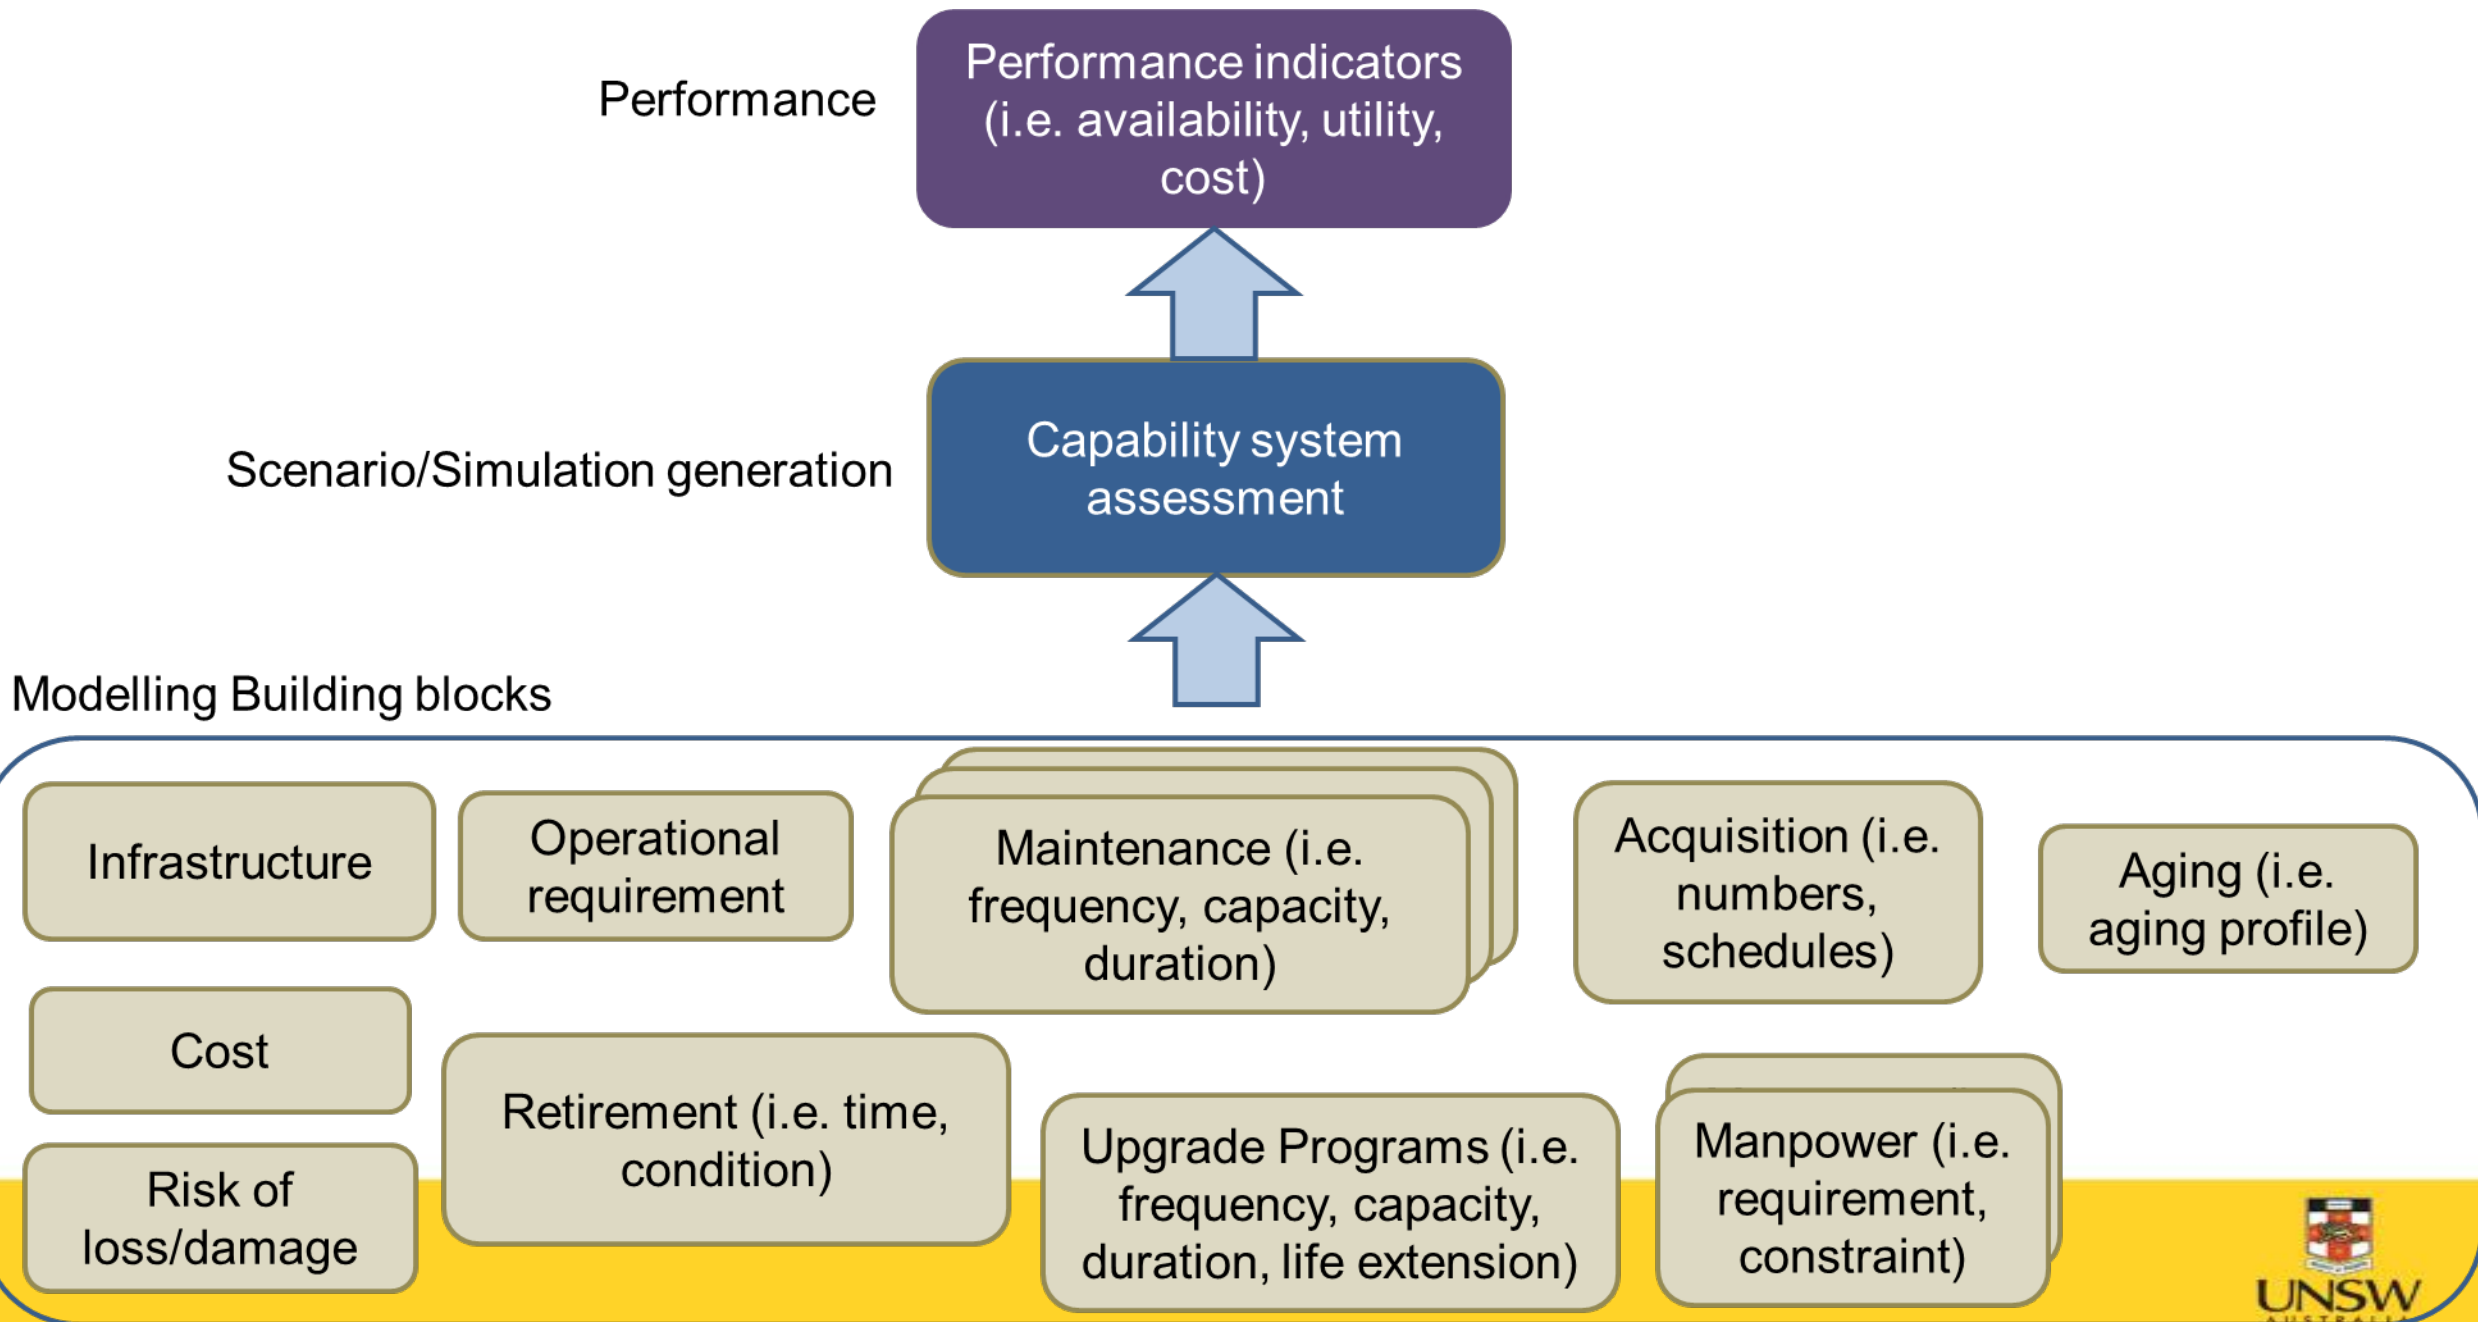 Performance
Performance indicators
(i.e. availability, utility,
cost)
Scenario/Simulation generation
Capability system
assessment
Modelling Building blocks
Infrastructure
Operational
requirement
Maintenance (i.e.
frequency, capacity,
duration)
Acquisition (i.e.
numbers,
schedules)
Aging (i.e.
aging profile)
Cost
Retirement (i.e. time,
condition)
Upgrade Programs (i.e.
frequency, capacity,
duration, life extension)
Manpower (i.e.
requirement,
constraint)
Risk of
loss/damage
UNSW
AUSTRALIA